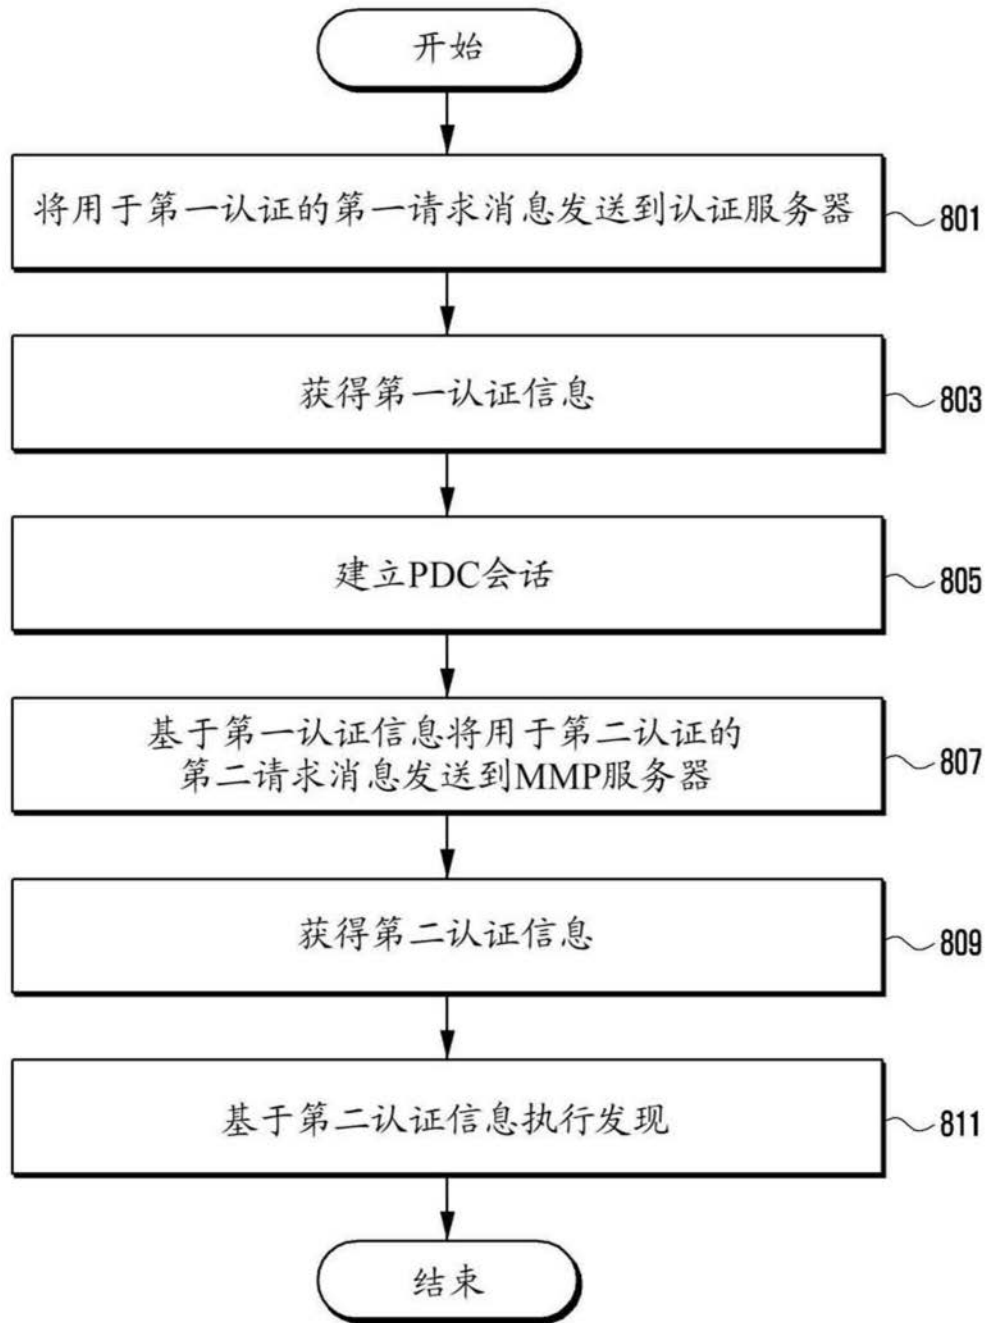 开始
将用于第一认证的第一请求消息发送到认证服务器
801
获得第一认证信息
803
建立PDC会话
805
基于第一认证信息将用于第二认证的
第二请求消息发送到MMP服务器
807
获得第二认证信息
809
基于第二认证信息执行发现
811
结束